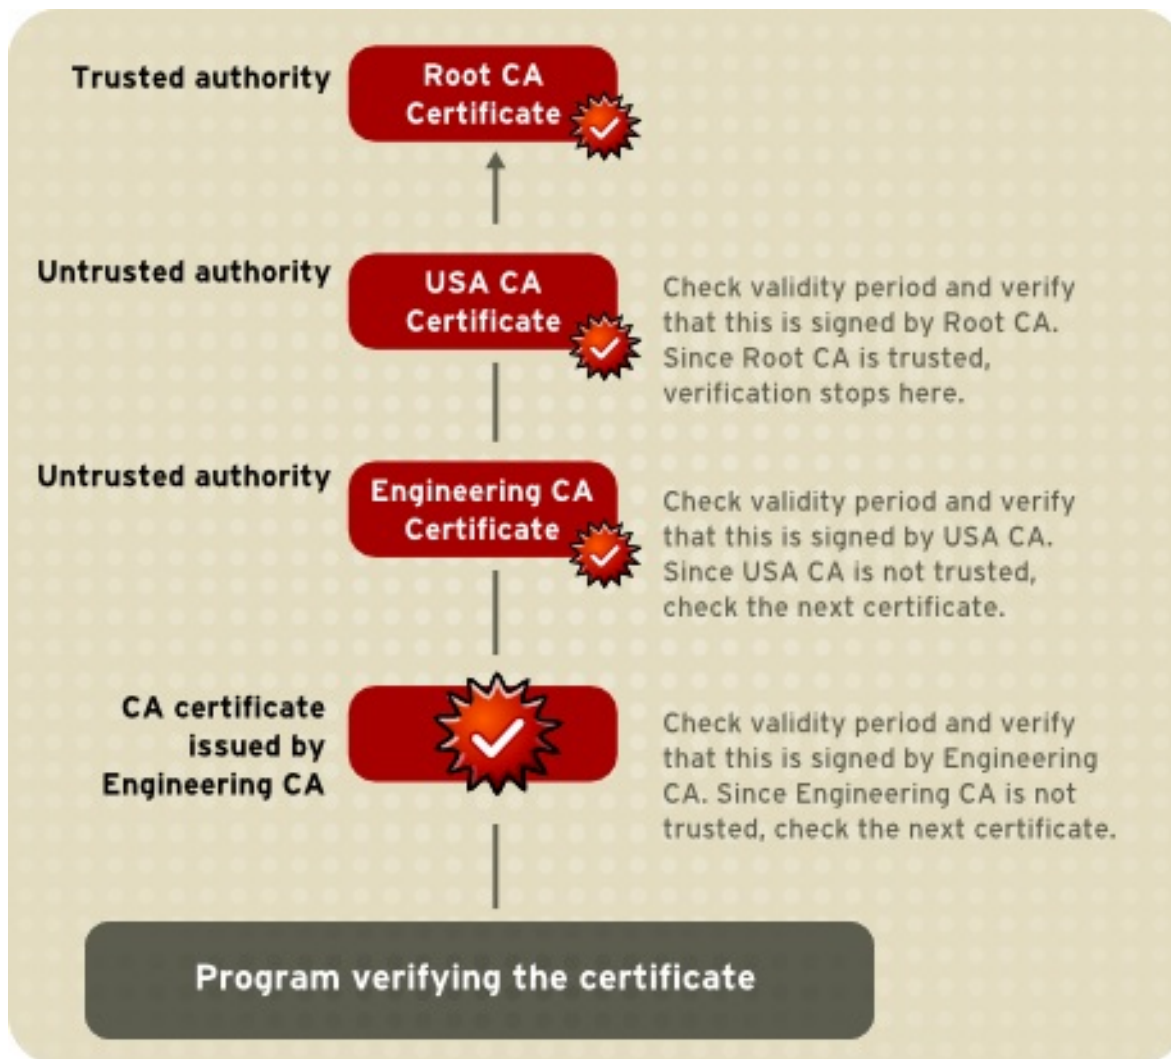 Trusted authority
Root CA
Certificate
Untrusted authority
USA CA
Certificate
Check validity period and verify
that this is signed by Root CA.
Since Root CA is trusted,
verification stops here.
Untrusted authority
Engineering CA
Certificate
Check validity period and verify
that this is signed by USA CA.
Since USA CA is not trusted,
check the next certificate.
CA certificate
issued by
Engineering CA
Check validity period and verify
that this is signed by Engineering
CA. Since Engineering CA is not
trusted, check the next certificate.
Program verifying the certificate